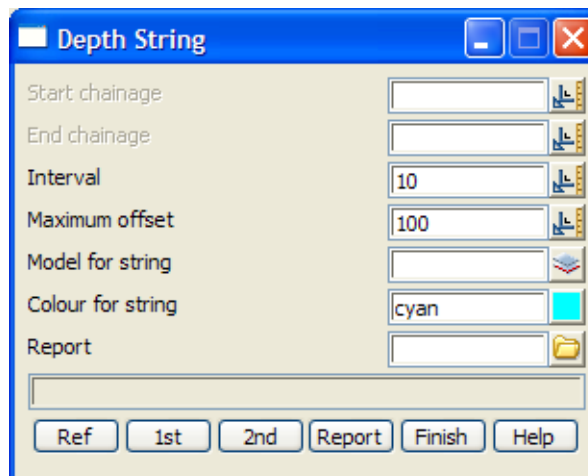 Depth String
Start chainage
End chainage
Interval 10
Maximum offset 100
Model for string
Colour for string cyan
Report
Ref 1st 2nd Report Finish Help